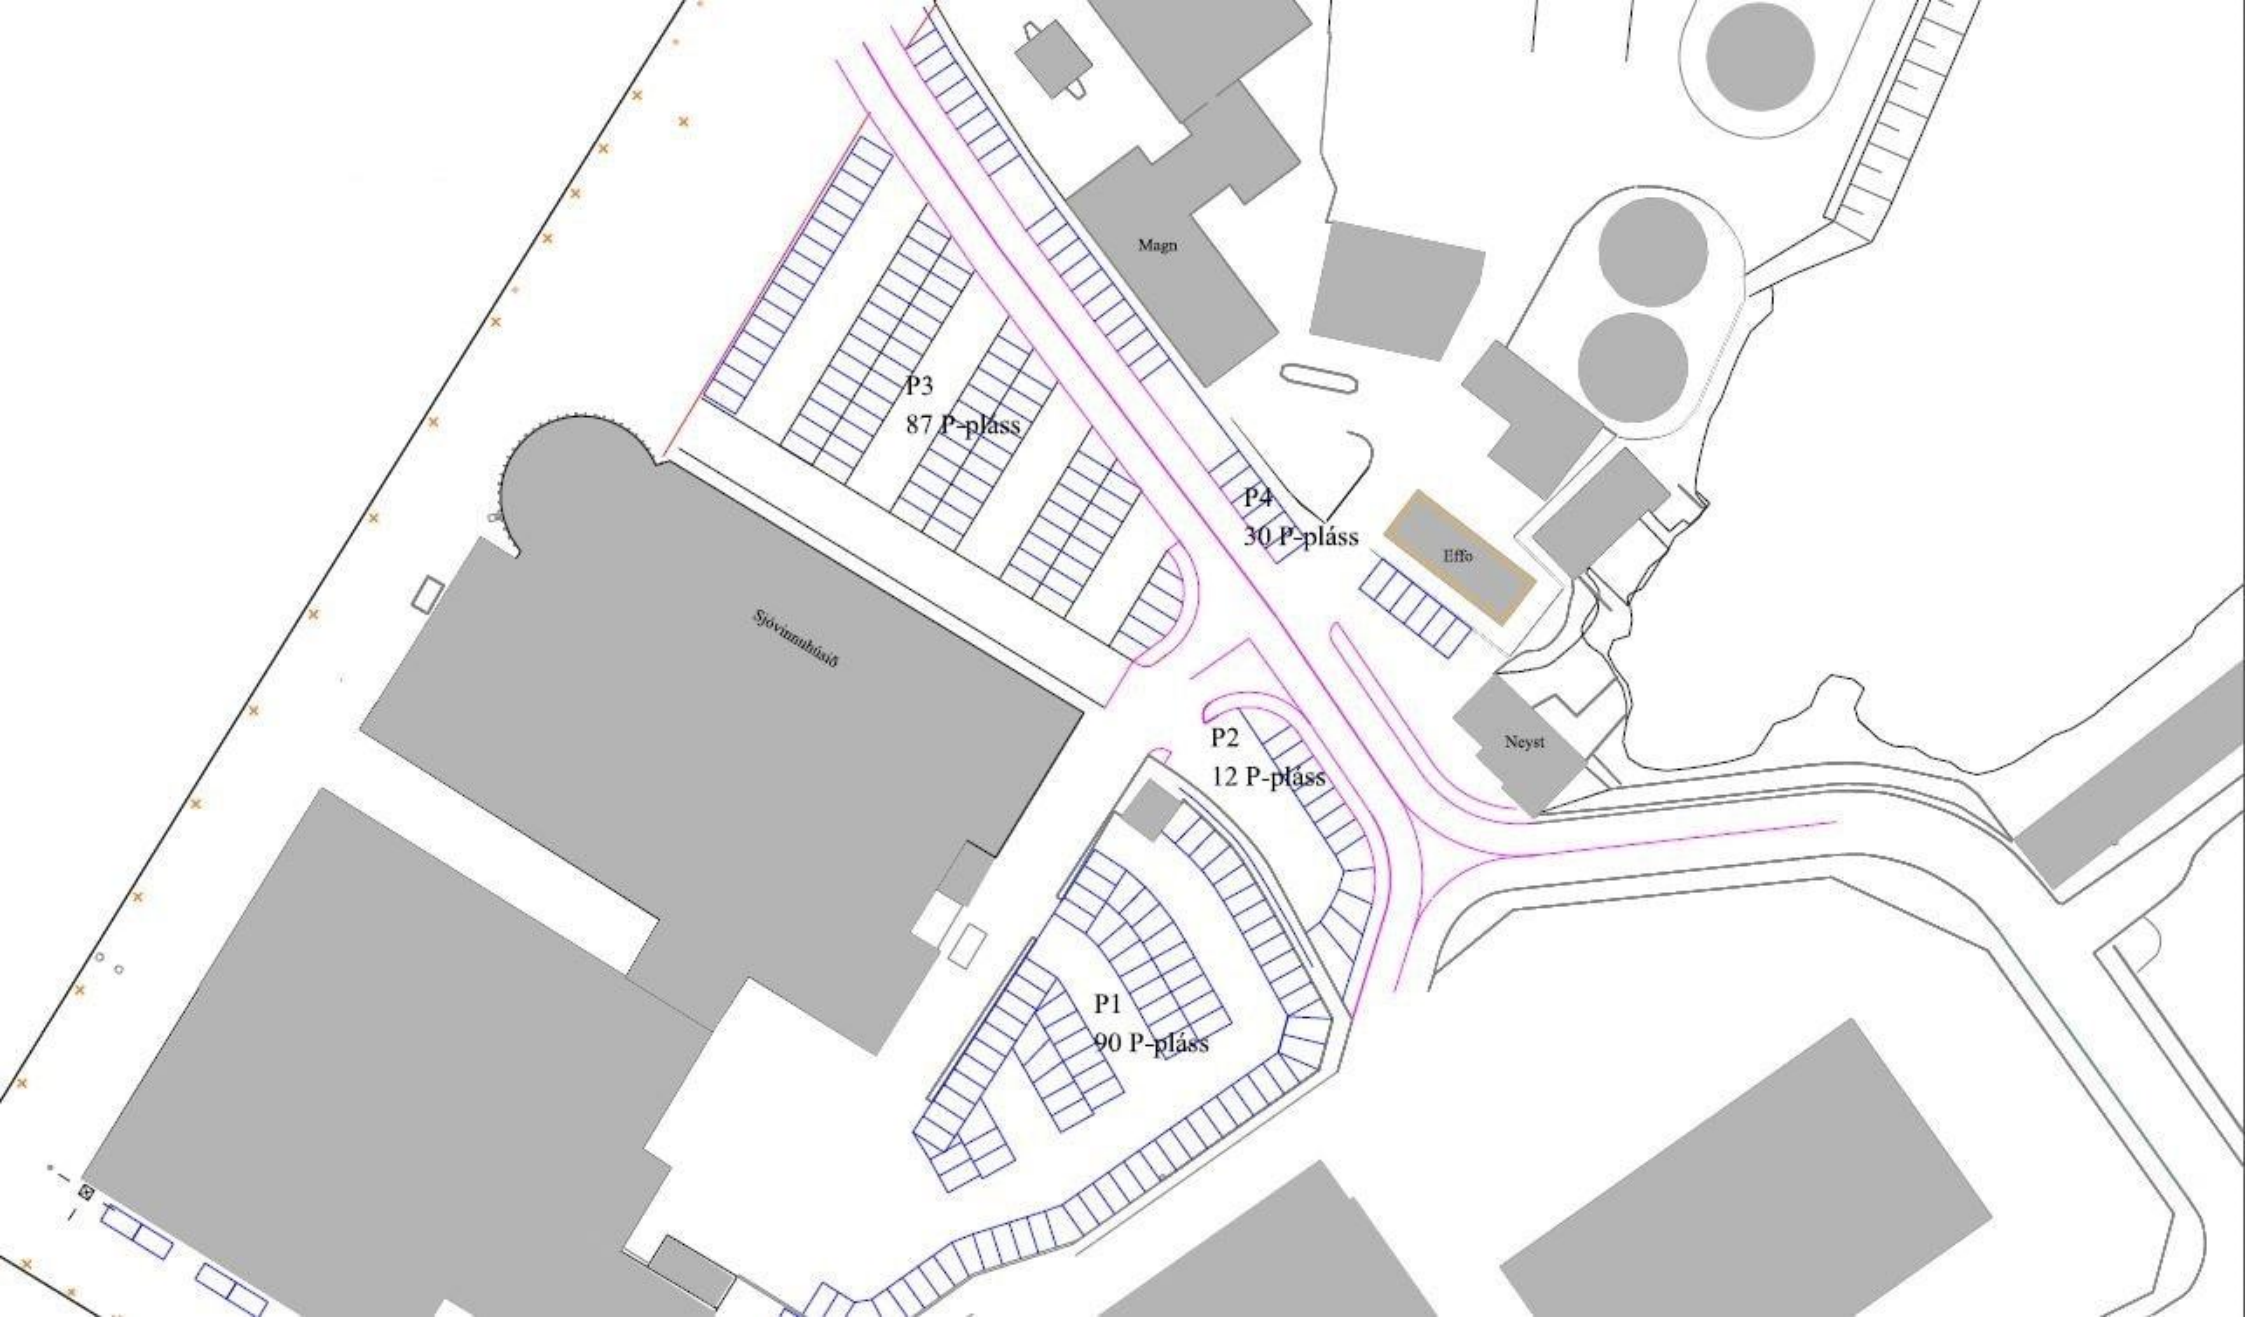 Magn
P3
87 P-pláss
P4
30 P-pláss
Effo
Sjóvinnuhúsið
P2
12 P-pláss
Neyst
P1
90 P-pláss